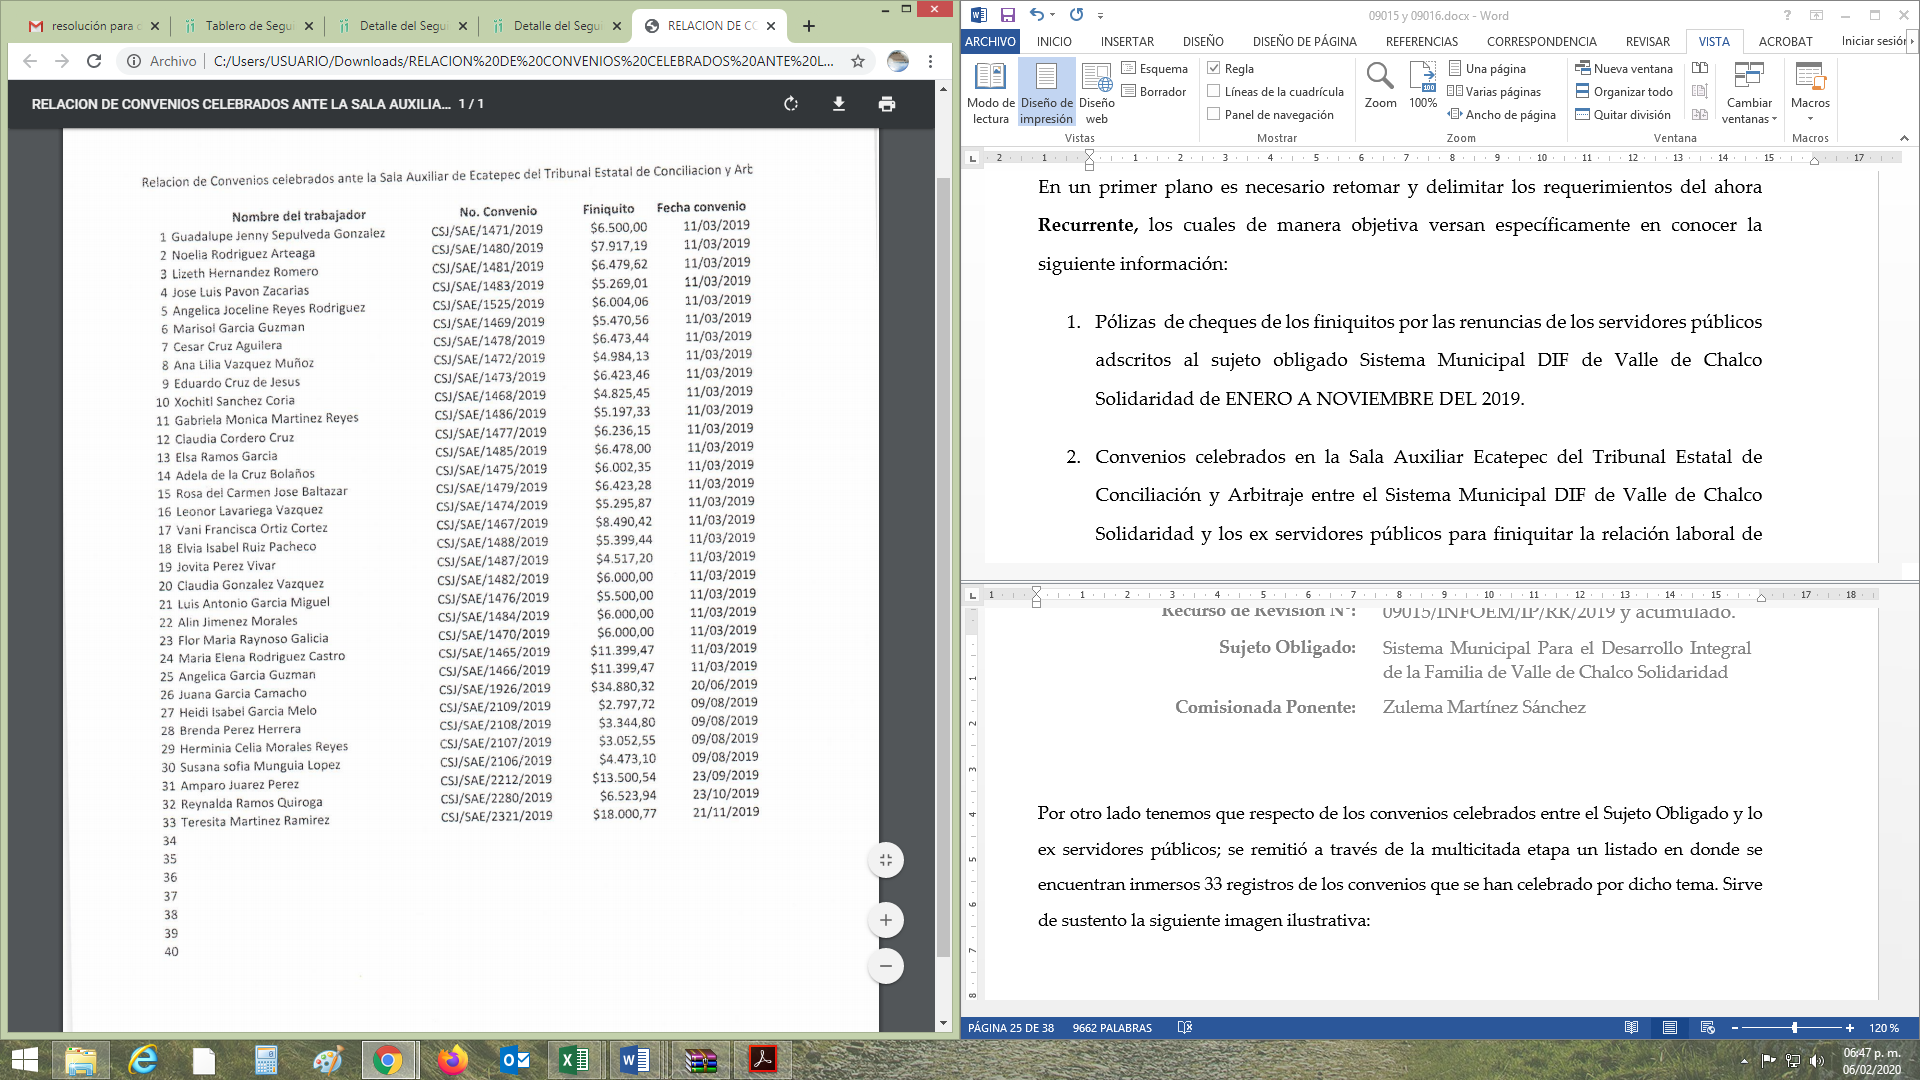 resolución para c
Tablero de Segu
Detalle del Segu
Detalle del Segu
RELACION DE CO
Archivo
C:/Users/USUARIO/Downloads/RELACION%20DE%20CONVENIOS%20CELEBRADOS%20ANTE%20L...
RELACION DE CONVENIOS CELEBRADOS ANTE LA SALA AUXILIA... 1 / 1
Relacion de Convenios celebrados ante la Sala Auxiliar de Ecatepec del Tribunal Estatal de Conciliacion y Arb
Nombre del trabajador No. Convenio Finiquito Fecha convenio
1 Guadalupe Jenny Sepulveda Gonzalez CSJ/SAE/1471/2019 $6.500,00 11/03/2019
2 Noelia Rodriguez Arteaga CSJ/SAE/1480/2019 $7.917,19 11/03/2019
3 Lizeth Hernandez Romero CSJ/SAE/1481/2019 $6.479,62 11/03/2019
4 Jose Luis Pavon Zacarias CSJ/SAE/1483/2019 $5.269,01 11/03/2019
5 Angelica Joceline Reyes Rodriguez CSJ/SAE/1525/2019 $6.004,06 11/03/2019
6 Marisol Garcia Guzman CSJ/SAE/1469/2019 $5.470,56 11/03/2019
7 Cesar Cruz Aguilera CSJ/SAE/1478/2019 $6.473,44 11/03/2019
8 Ana Lilia Vazquez Muñoz CSJ/SAE/1472/2019 $4.984,13 11/03/2019
9 Eduardo Cruz de Jesus CSJ/SAE/1473/2019 $6.423,46 11/03/2019
10 Xochitl Sanchez Coria CSJ/SAE/1468/2019 $4.825,45 11/03/2019
11 Gabriela Monica Martinez Reyes CSJ/SAE/1486/2019 $5.197,33 11/03/2019
12 Claudia Cordero Cruz CSJ/SAE/1477/2019 $6.236,15 11/03/2019
13 Elsa Ramos Garcia CSJ/SAE/1485/2019 $6.478,00 11/03/2019
14 Adela de la Cruz Bolaños CSJ/SAE/1475/2019 $6.002,35 11/03/2019
15 Rosa del Carmen Jose Baltazar CSJ/SAE/1479/2019 $6.423,28 11/03/2019
16 Leonor Lavariega Vazquez CSJ/SAE/1474/2019 $5.295,87 11/03/2019
17 Vani Francisca Ortiz Cortez CSJ/SAE/1467/2019 $8.490,42 11/03/2019
18 Elvia Isabel Ruiz Pacheco CSJ/SAE/1488/2019 $5.399,44 11/03/2019
19 Jovita Perez Vivar CSJ/SAE/1487/2019 $4.517,20 11/03/2019
20 Claudia Gonzalez Vazquez CSJ/SAE/1482/2019 $6.000,00 11/03/2019
21 Luis Antonio Garcia Miguel CSJ/SAE/1476/2019 $5.500,00 11/03/2019
22 Alin Jimenez Morales CSJ/SAE/1484/2019 $6.000,00 11/03/2019
23 Flor Maria Raynoso Galicia CSJ/SAE/1470/2019 $6.000,00 11/03/2019
24 Maria Elena Rodriguez Castro CSJ/SAE/1465/2019 $11.399,47 11/03/2019
25 Angelica Garcia Guzman CSJ/SAE/1466/2019 $11.399,47 11/03/2019
26 Juana Garcia Camacho CSJ/SAE/1926/2019 $34.880,32 20/06/2019
27 Heidi Isabel Garcia Melo CSJ/SAE/2109/2019 $2.797,72 09/08/2019
28 Brenda Perez Herrera CSJ/SAE/2108/2019 $3.344,80 09/08/2019
29 Herminia Celia Morales Reyes CSJ/SAE/2107/2019 $3.052,55 09/08/2019
30 Susana sofia Munguia Lopez CSJ/SAE/2106/2019 $4.473,10 09/08/2019
31 Amparo Juarez Perez CSJ/SAE/2212/2019 $13.500,54 23/09/2019
32 Reynalda Ramos Quiroga CSJ/SAE/2280/2019 $6.523,94 23/10/2019
33 Teresita Martinez Ramirez CSJ/SAE/2321/2019 $18.000,77 21/11/2019
34
35
36
37
38
39
40
09015 y 09016.docx - Word
ARCHIVO INICIO INSERTAR DISEÑO DISEÑO DE PÁGINA REFERENCIAS CORRESPONDENCIA REVISAR VISTA ACROBAT Iniciar sesión
Modo de lectura
Diseño de impresión
Diseño web
Esquema
Borrador
Vistas
Regla
Líneas de la cuadrícula
Panel de navegación
Mostrar
Zoom
100%
Una página
Varias páginas
Ancho de página
Zoom
Nueva ventana
Organizar todo
Quitar división
Cambiar ventanas
Ventana
Macros
Macros
En un primer plano es necesario retomar y delimitar los requerimientos del ahora
Recurrente, los cuales de manera objetiva versan específicamente en conocer la
siguiente información:
1. Pólizas de cheques de los finiquitos por las renuncias de los servidores públicos
adscritos al sujeto obligado Sistema Municipal DIF de Valle de Chalco
Solidaridad de ENERO A NOVIEMBRE DEL 2019.
2. Convenios celebrados en la Sala Auxiliar Ecatepec del Tribunal Estatal de
Conciliación y Arbitraje entre el Sistema Municipal DIF de Valle de Chalco
Solidaridad y los ex servidores públicos para finiquitar la relación laboral de
Recurso de Revisión N°: 09015/INFOEM/IP/RR/2019 y acumulado.
Sujeto Obligado: Sistema Municipal Para el Desarrollo Integral
de la Familia de Valle de Chalco Solidaridad
Comisionada Ponente: Zulema Martínez Sánchez
Por otro lado tenemos que respecto de los convenios celebrados entre el Sujeto Obligado y lo
ex servidores públicos; se remitió a través de la multicitada etapa un listado en donde se
encuentran inmersos 33 registros de los convenios que se han celebrado por dicho tema. Sirve
de sustento la siguiente imagen ilustrativa:
PÁGINA 25 DE 38 9662 PALABRAS 120 %
06:47 p. m.
06/02/2020